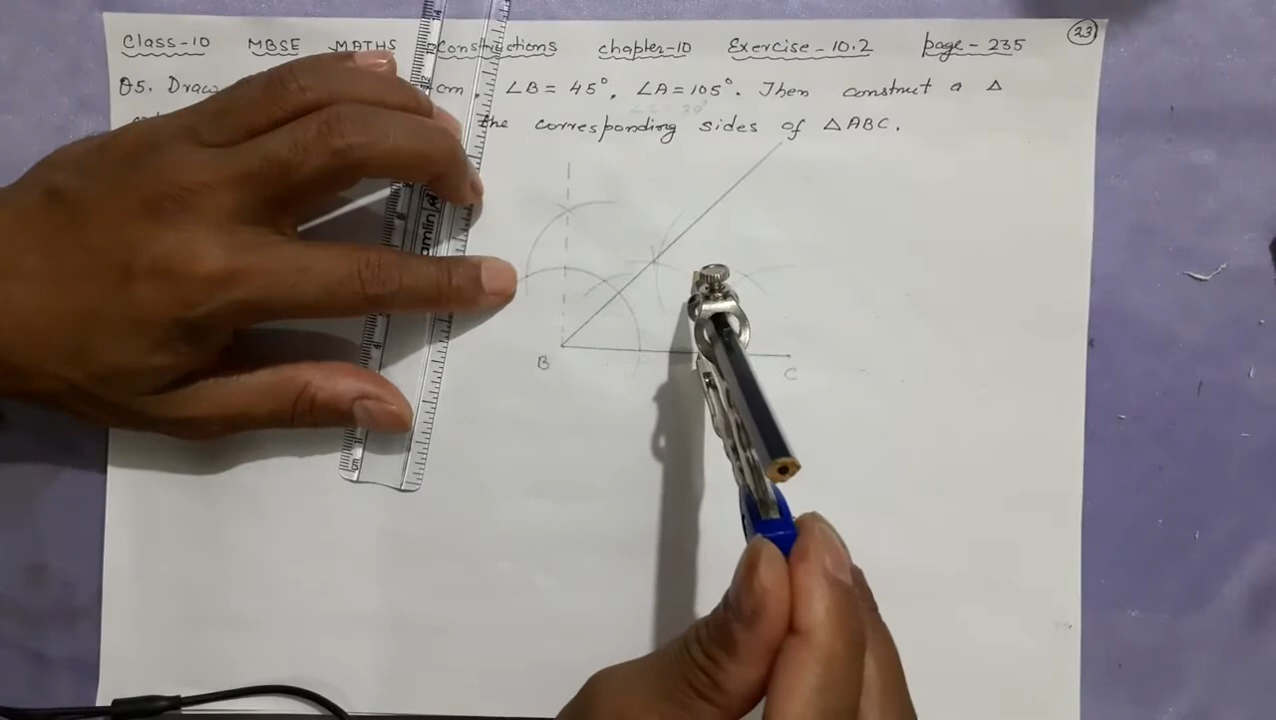 Class-10 MBSE MATHS Constructions chapter-10 Exercise-10.2 page-235
23
Q5. Draw cm, ∠B = 45°, ∠A = 105°. Then construct a △
the corresponding sides of △ABC.
B
C